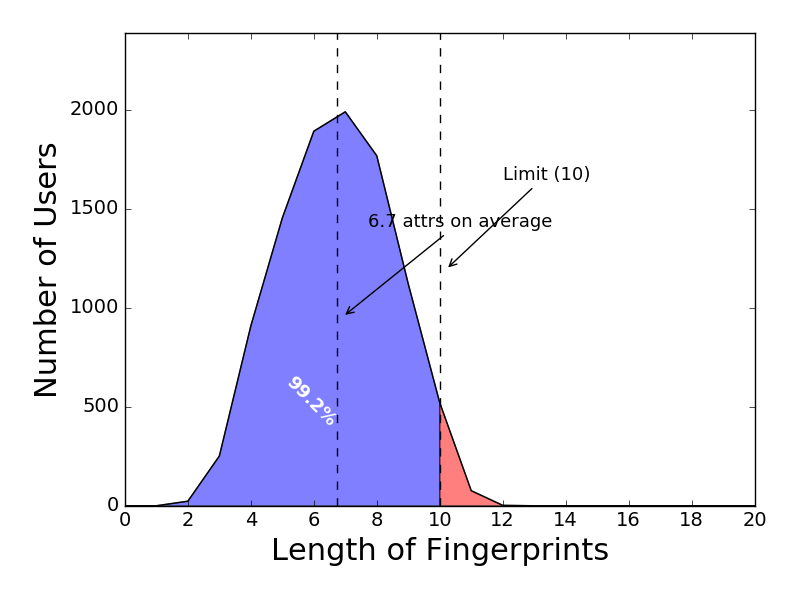 2000
1500
1000
500
0
Number of Users
Limit (10)
6.7 attrs on average
99.2%
0 2 4 6 8 10 12 14 16 18 20
Length of Fingerprints